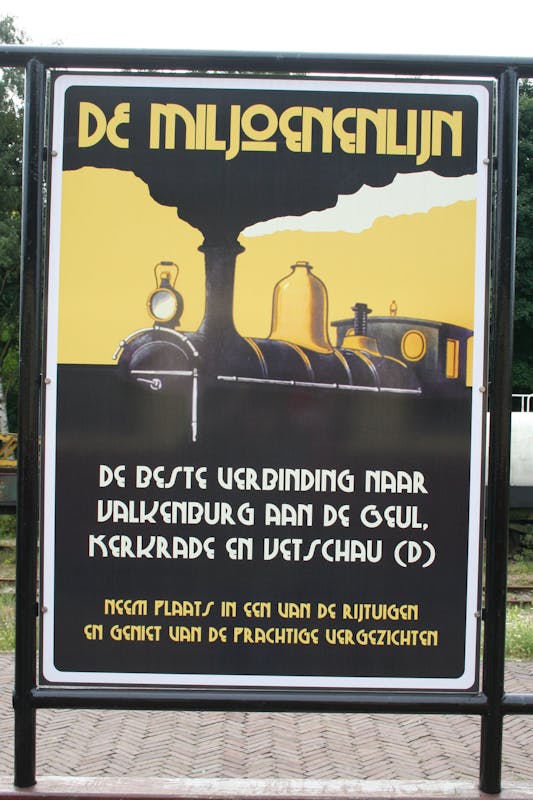 DE MILJOENENLIJN
DE BESTE VERBINDING NAAR
VALKENBURG AAN DE GEUL,
KERKRADE EN VETSCHAU (D)
NEEM PLAATS IN EEN VAN DE RIJTUIGEN
EN GENIET VAN DE PRACHTIGE VERGEZICHTEN